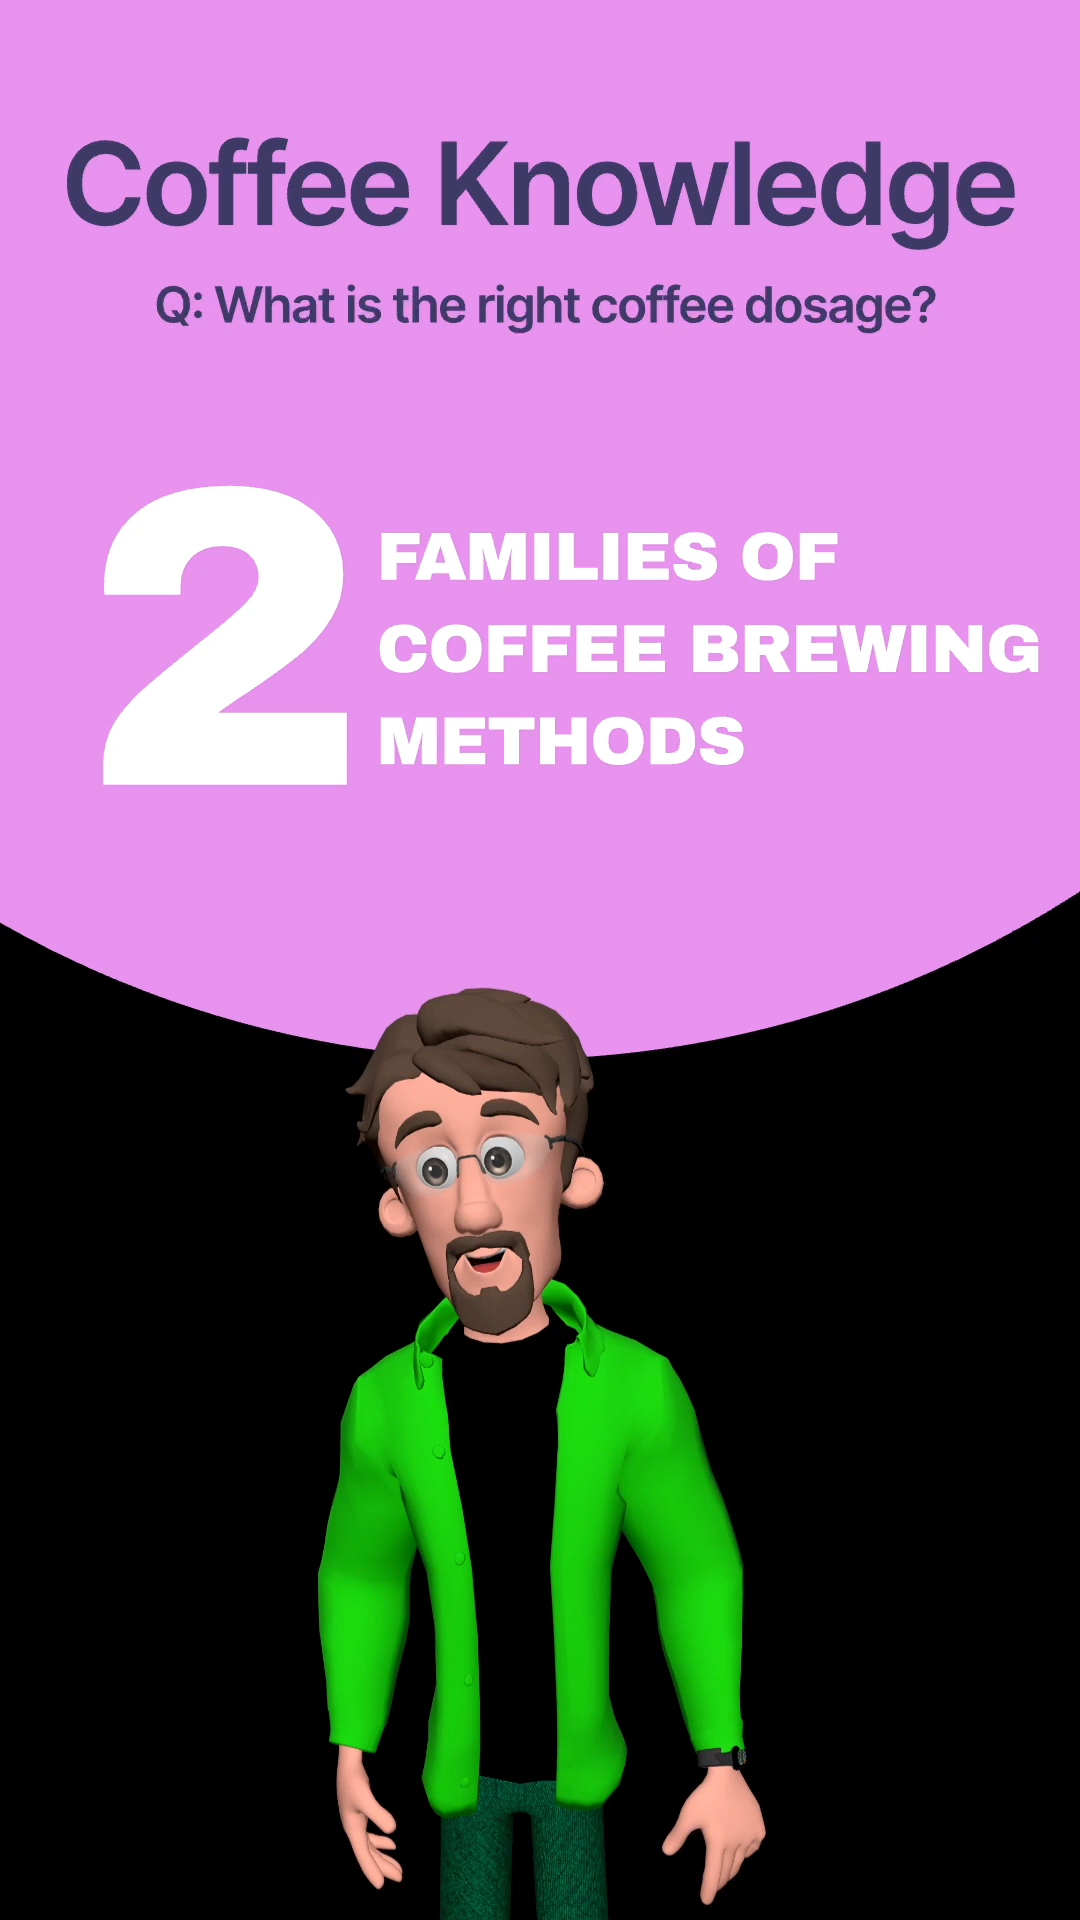 Coffee Knowledge
Q: What is the right coffee dosage?
2
FAMILIES OF
COFFEE BREWING
METHODS